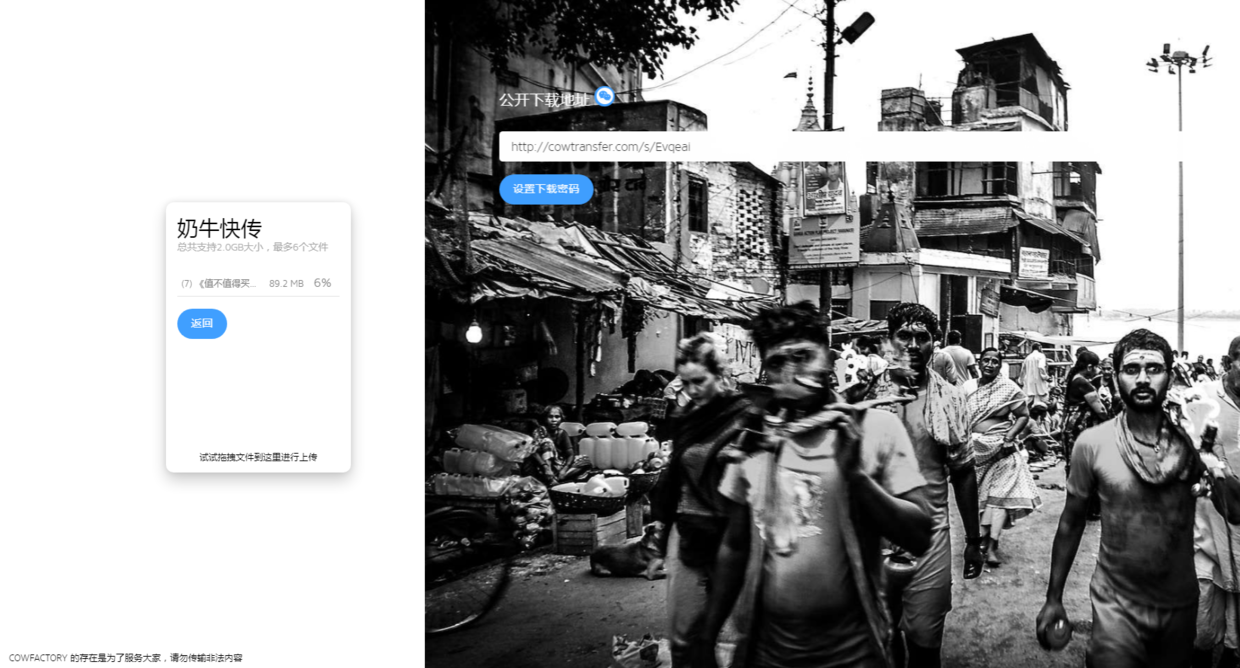 奶牛快传
总共支持2.0GB大小，最多6个文件
(7) 《值不值得买... 89.2 MB 6%
返回
试试拖拽文件到这里进行上传
COWFACTORY 的存在是为了服务大家，请勿传输非法内容
公开下载地址
http://cowtransfer.com/s/Evqeai
设置下载密码